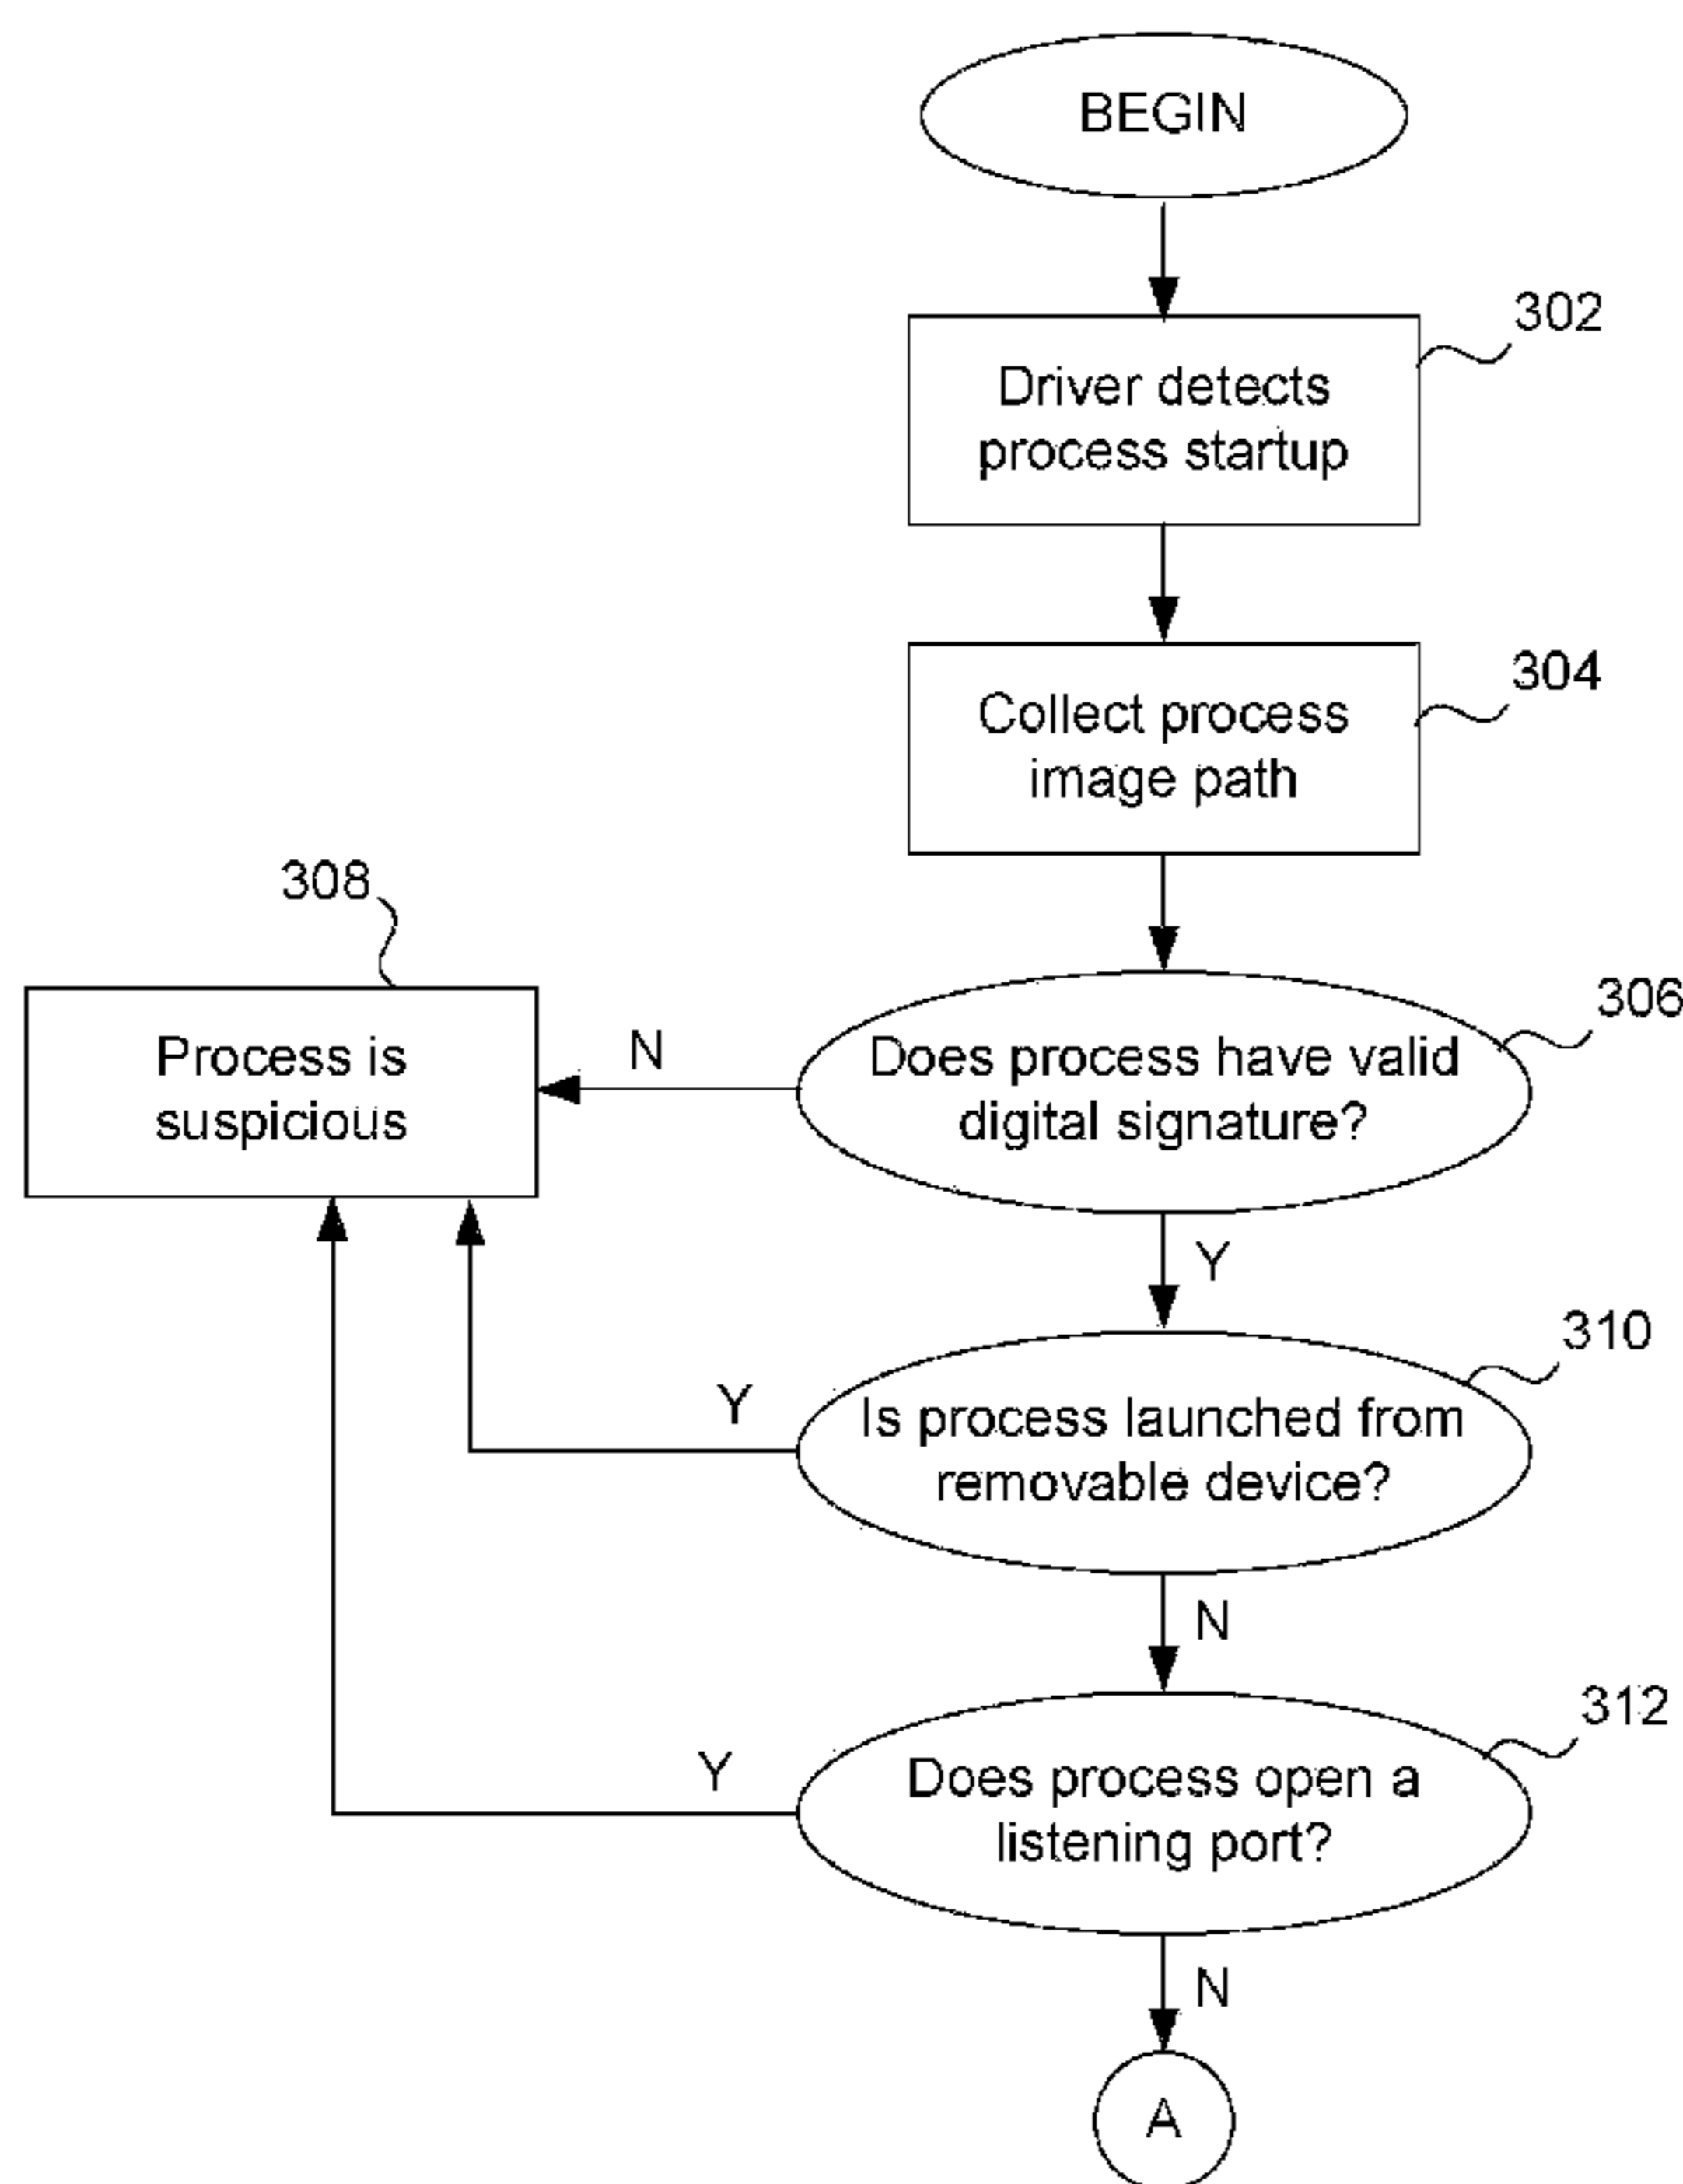 BEGIN
302
Driver detects
process startup
304
Collect process
image path
308
Process is
suspicious
N
306
Does process have valid
digital signature?
Y
310
Y
Is process launched from
removable device?
N
312
Y
Does process open a
listening port?
N
A